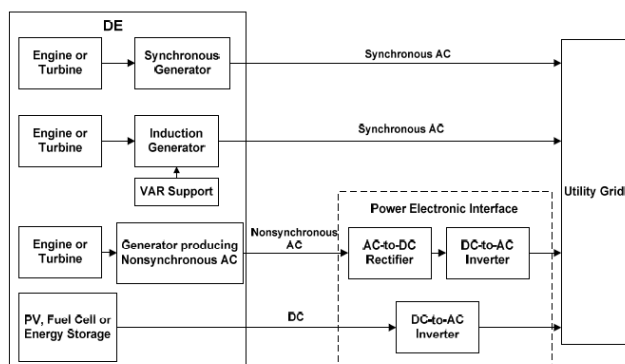 DE
Engine or
Turbine
Synchronous
Generator
Synchronous AC
Engine or
Turbine
Induction
Generator
Synchronous AC
VAR Support
Utility Grid
Power Electronic Interface
Engine or
Turbine
Generator producing
Nonsynchronous AC
Nonsynchronous
AC
AC-to-DC
Rectifier
DC-to-AC
Inverter
PV, Fuel Cell or
Energy Storage
DC
DC-to-AC
Inverter